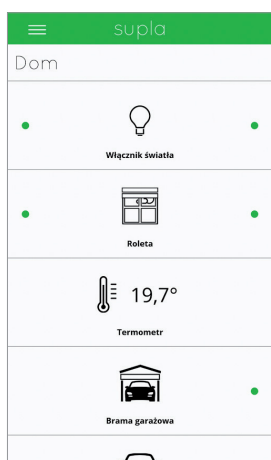 supla
Dom
Włącznik światła
Roleta
19,7°
Termometr
Brama garażowa